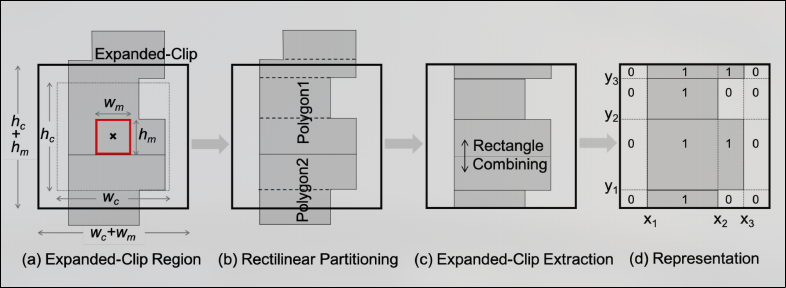 Expanded-Clip
w_m
h_c
+
h_m
h_c
h_m
w_c
w_c+w_m
Polygon1
Polygon2
Rectangle
Combining
y_3
0 1 1 0
0 1 0 0
y_2
0 1 1 0
y_1
0 1 0 0
x_1 x_2 x_3
(a) Expanded-Clip Region (b) Rectilinear Partitioning (c) Expanded-Clip Extraction (d) Representation